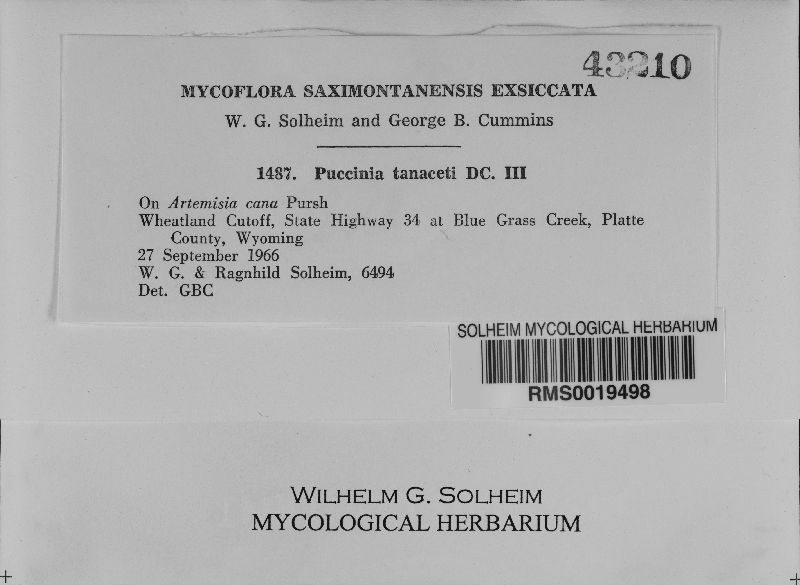 43210
MYCOFLORA SAXIMONTANENSIS EXSICCATA
W. G. Solheim and George B. Cummins
1487. Puccinia tanaceti DC. III
On Artemisia cana Pursh
Wheatland Cutoff, State Highway 34 at Blue Grass Creek, Platte
County, Wyoming
27 September 1966
W. G. & Ragnhild Solheim, 6494
Det. GBC
SOLHEIM MYCOLOGICAL HERBARIUM
RMS0019498
WILHELM G. SOLHEIM
MYCOLOGICAL HERBARIUM